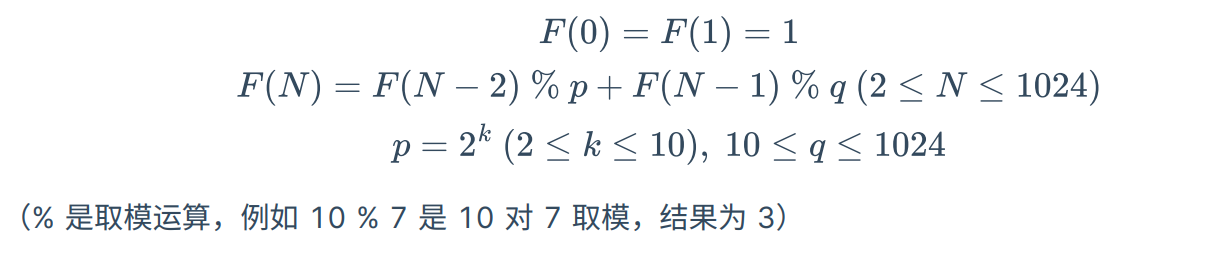 F(0) = F(1) = 1
F(N) = F(N − 2) % p + F(N − 1) % q (2 ≤ N ≤ 1024)
p = 2^k (2 ≤ k ≤ 10), 10 ≤ q ≤ 1024
（% 是取模运算，例如 10 % 7 是 10 对 7 取模，结果为 3）